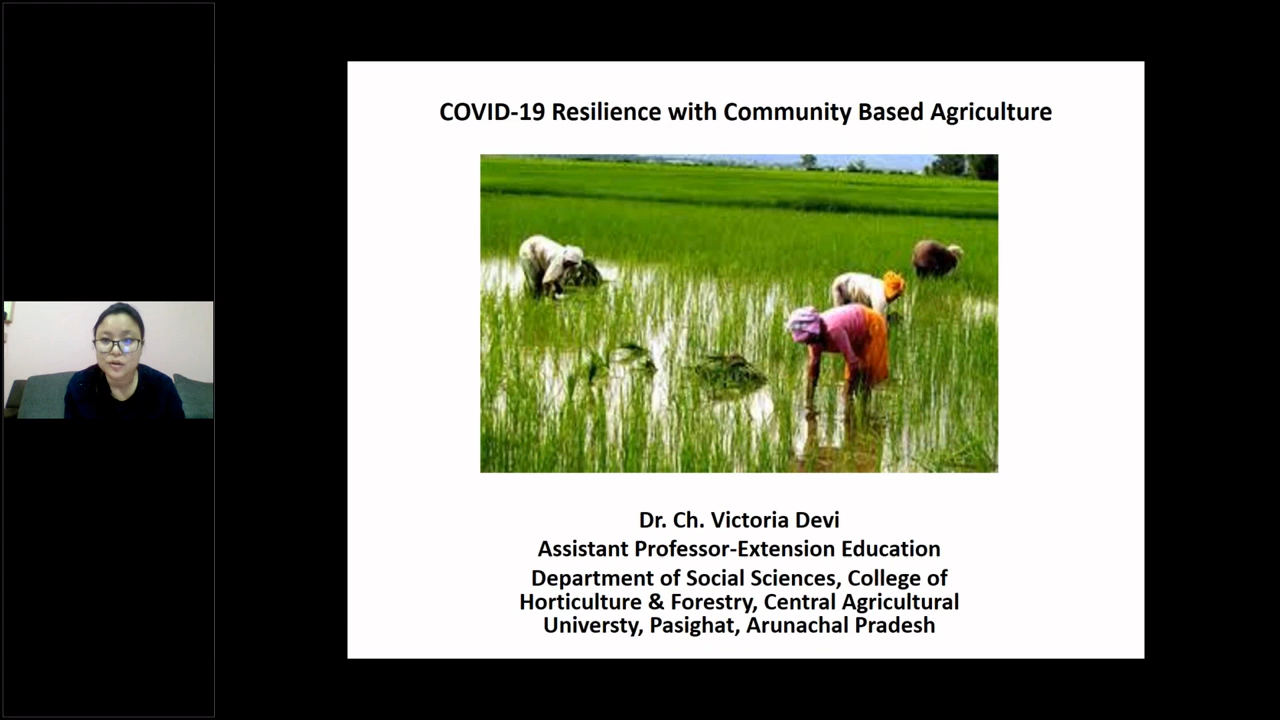 COVID-19 Resilience with Community Based Agriculture
Dr. Ch. Victoria Devi
Assistant Professor-Extension Education
Department of Social Sciences, College of
Horticulture & Forestry, Central Agricultural
Universty, Pasighat, Arunachal Pradesh